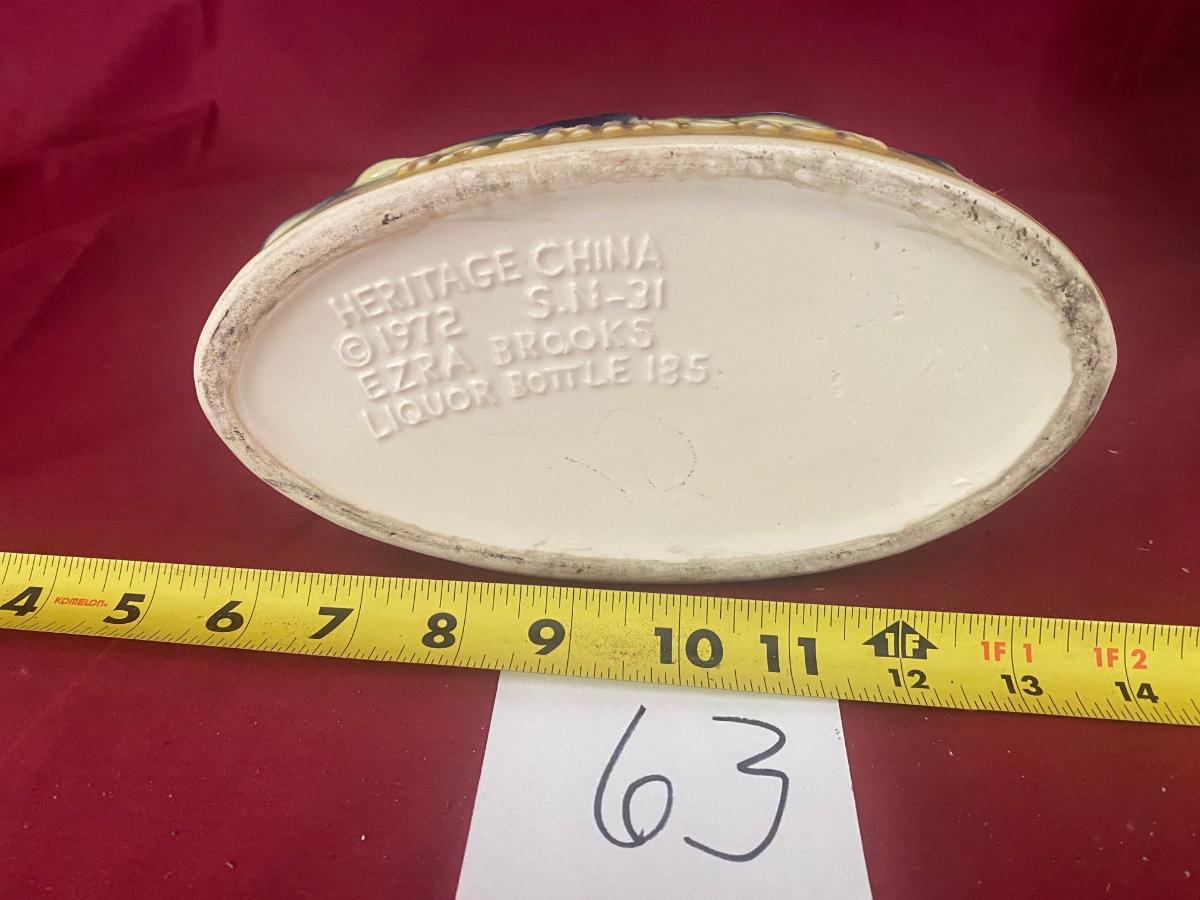 HERITAGE CHINA
©1972 S.N-31
EZRA BROOKS
LIQUOR BOTTLE 185
4 KOMELON 5 6 7 8 9 10 11 1F 12 1F 1 13 1F 2 14
63